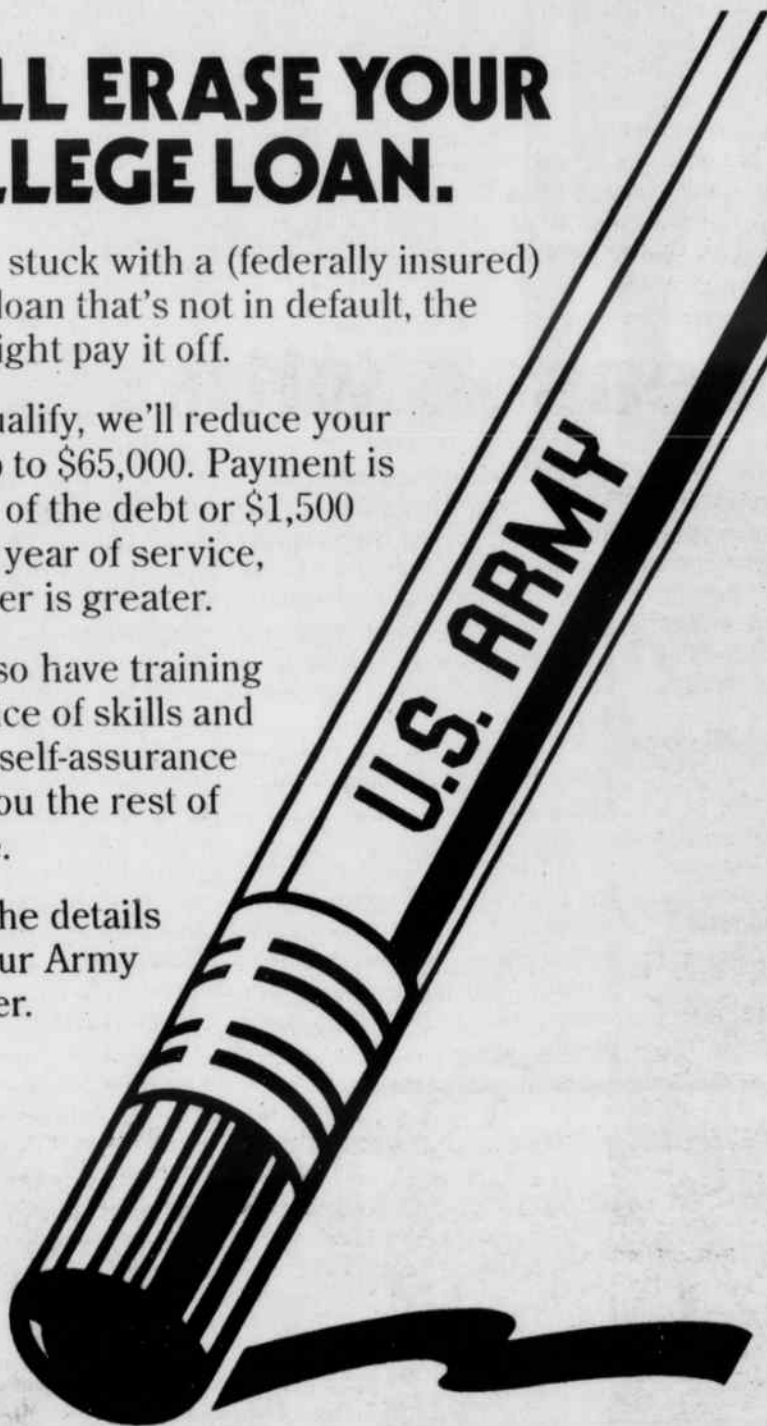 LL ERASE YOUR
LLEGE LOAN.
stuck with a (federally insured)
loan that's not in default, the
ight pay it off.
ualify, we'll reduce your
o to $65,000. Payment is
of the debt or $1,500
year of service,
er is greater.
so have training
ce of skills and
self-assurance
ou the rest of
e.
he details
ur Army
er.
U.S. ARMY